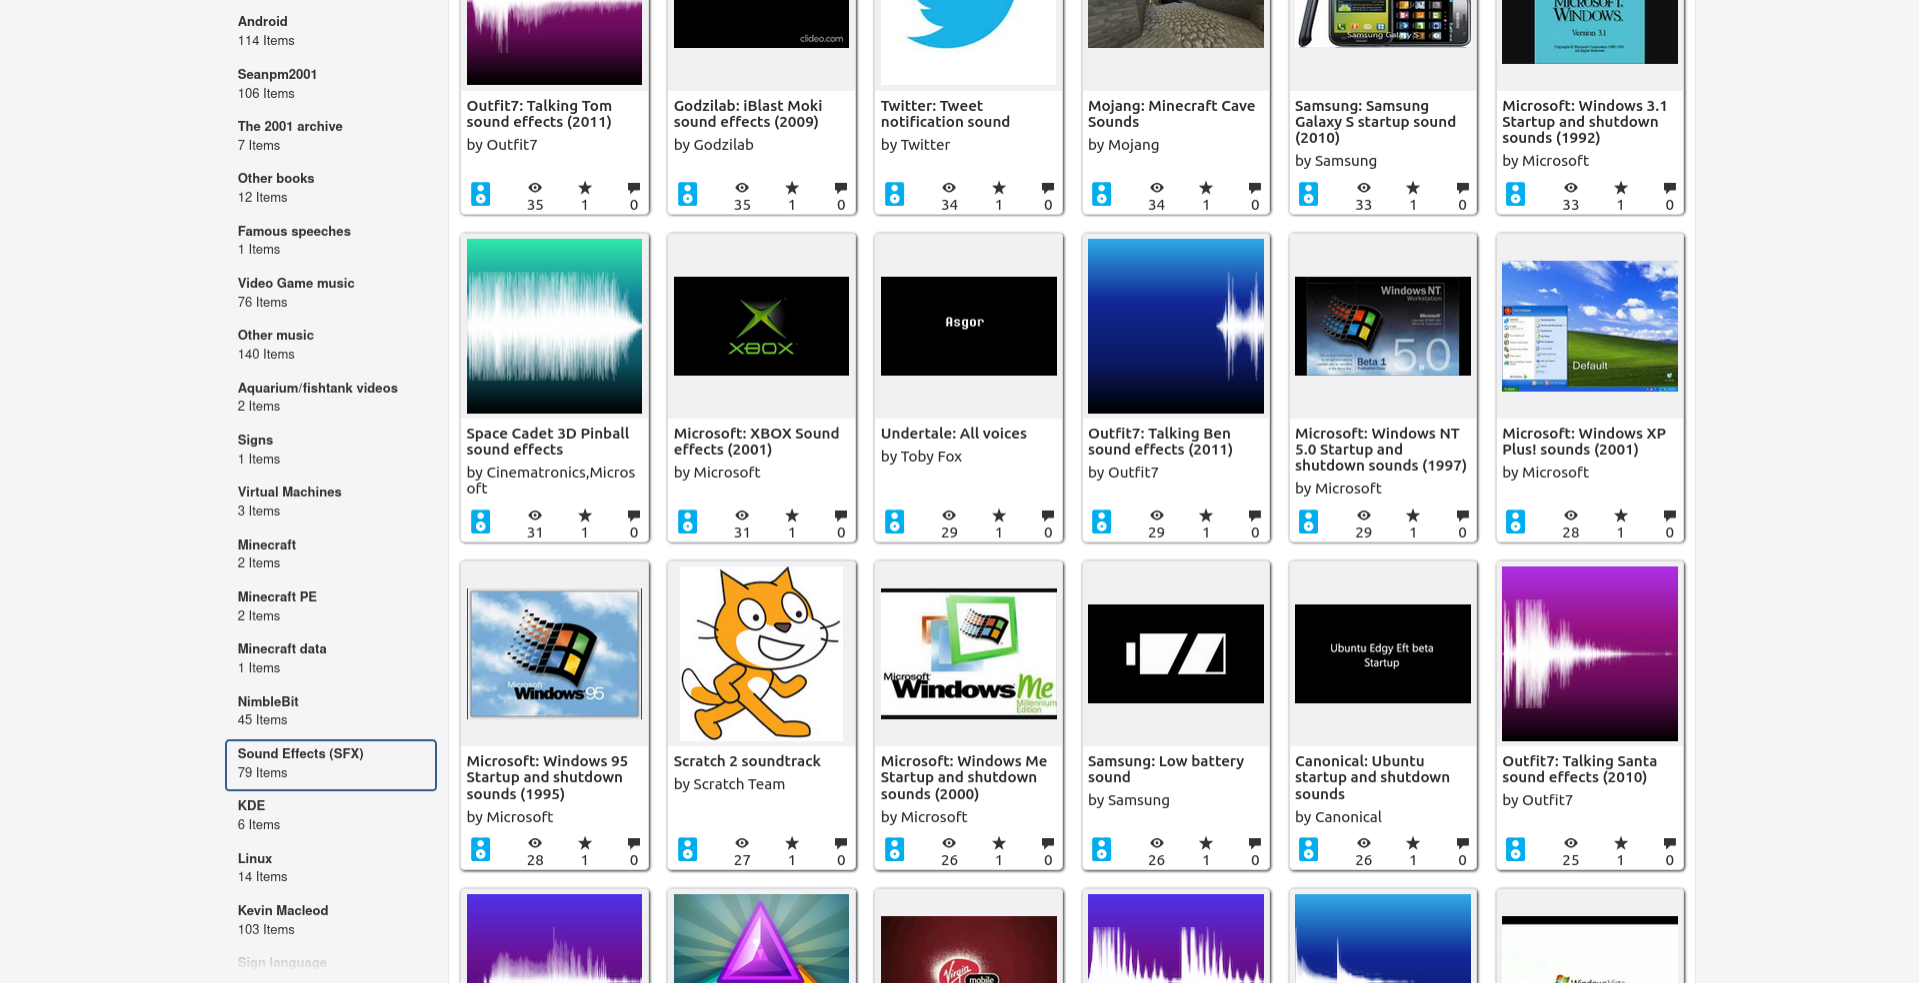 Android
114 Items
Seanpm2001
106 Items
The 2001 archive
7 Items
Other books
12 Items
Famous speeches
1 Items
Video Game music
76 Items
Other music
140 Items
Aquarium/fishtank videos
2 Items
Signs
1 Items
Virtual Machines
3 Items
Minecraft
2 Items
Minecraft PE
2 Items
Minecraft data
1 Items
NimbleBit
45 Items
Sound Effects (SFX)
79 Items
KDE
6 Items
Linux
14 Items
Kevin Macleod
103 Items
Sign language
Outfit7: Talking Tom
sound effects (2011)
by Outfit7
35
1
0
clideo.com
Godzilab: iBlast Moki
sound effects (2009)
by Godzilab
35
1
0
Twitter: Tweet
notification sound
by Twitter
34
1
0
Mojang: Minecraft Cave
Sounds
by Mojang
34
1
0
Samsung Galaxy S
Samsung: Samsung
Galaxy S startup sound
(2010)
by Samsung
33
1
0
MICROSOFT.
WINDOWS.
Version 3.1
Microsoft: Windows 3.1
Startup and shutdown
sounds (1992)
by Microsoft
33
1
0
Space Cadet 3D Pinball
sound effects
by Cinematronics,Micros
oft
31
1
0
XBOX
Microsoft: XBOX Sound
effects (2001)
by Microsoft
31
1
0
Asgor
Undertale: All voices
by Toby Fox
29
1
0
Outfit7: Talking Ben
sound effects (2011)
by Outfit7
29
1
0
Windows NT
Workstation
Microsoft
Beta 1
5.0
Microsoft: Windows NT
5.0 Startup and
shutdown sounds (1997)
by Microsoft
29
1
0
Default
Microsoft: Windows XP
Plus! sounds (2001)
by Microsoft
28
1
0
Microsoft
Windows 95
Microsoft: Windows 95
Startup and shutdown
sounds (1995)
by Microsoft
28
1
0
Scratch 2 soundtrack
by Scratch Team
27
1
0
Microsoft
Windows Me
Millennium
Edition
Microsoft: Windows Me
Startup and shutdown
sounds (2000)
by Microsoft
26
1
0
Samsung: Low battery
sound
by Samsung
26
1
0
Ubuntu Edgy Eft beta
Startup
Canonical: Ubuntu
startup and shutdown
sounds
by Canonical
26
1
0
Outfit7: Talking Santa
sound effects (2010)
by Outfit7
25
1
0
Virgin
mobile